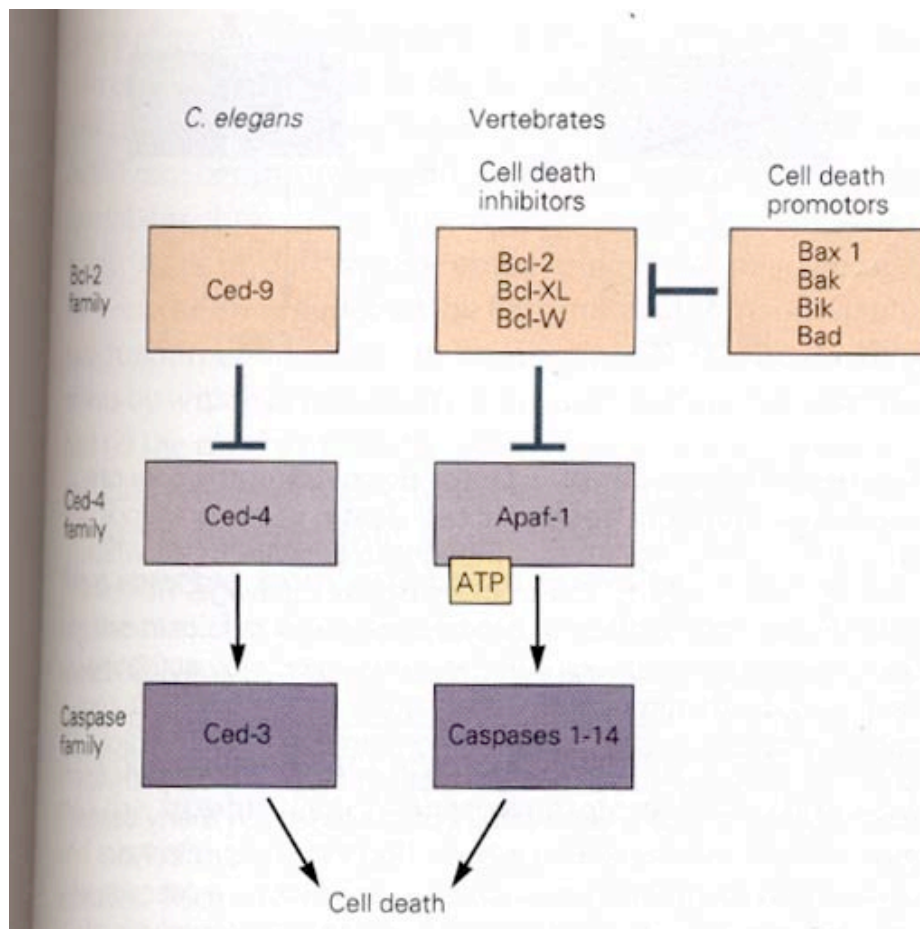 C. elegans
Vertebrates
Cell death
inhibitors
Cell death
promotors
Bcl-2
family
Ced-9
Bcl-2
Bcl-XL
Bcl-W
Bax 1
Bak
Bik
Bad
Ced-4
family
Ced-4
Apaf-1
ATP
Caspase
family
Ced-3
Caspases 1-14
Cell death